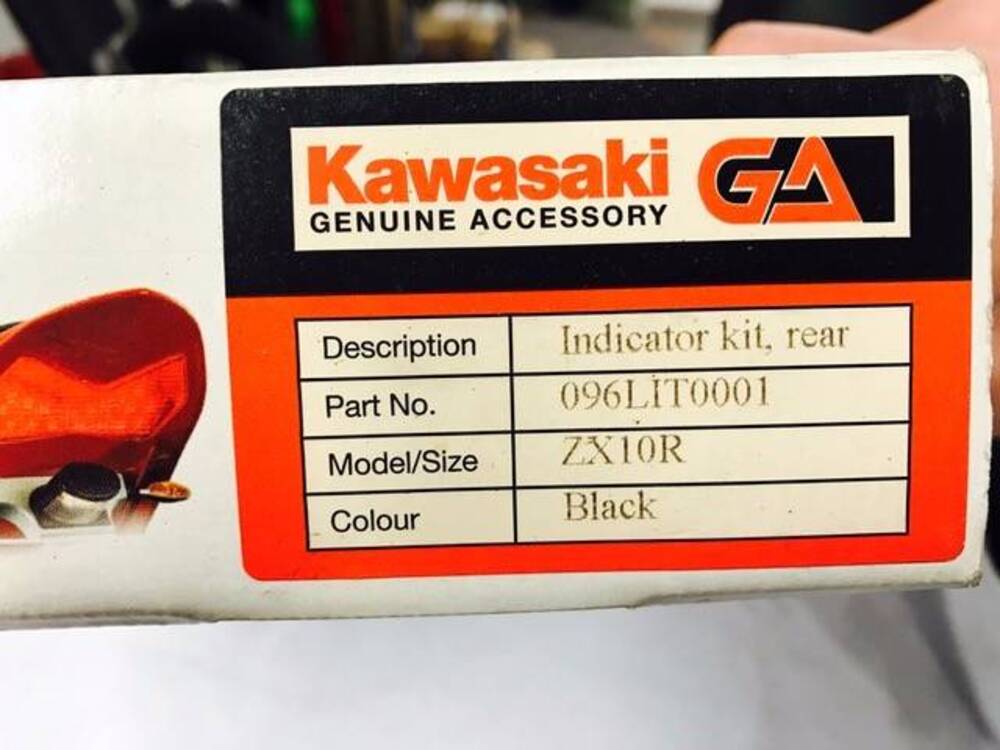 Kawasaki GA
GENUINE ACCESSORY
Description Indicator kit, rear
Part No. 096LIT0001
Model/Size ZX10R
Colour Black